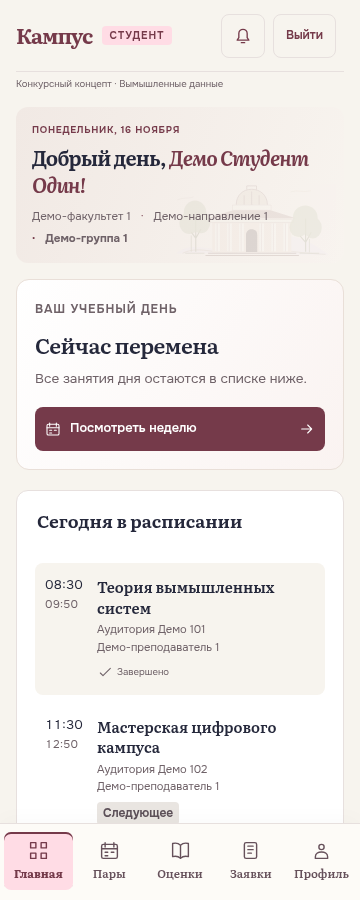 Кампус СТУДЕНТ Выйти
Конкурсный концепт · Вымышленные данные
ПОНЕДЕЛЬНИК, 16 НОЯБРЯ
Добрый день, Демо Студент
Один!
Демо-факультет 1 · Демо-направление 1
· Демо-группа 1
ВАШ УЧЕБНЫЙ ДЕНЬ
Сейчас перемена
Все занятия дня остаются в списке ниже.
Посмотреть неделю
Сегодня в расписании
08:30 Теория вымышленных
09:50 систем
Аудитория Демо 101
Демо-преподаватель 1
Завершено
11:30 Мастерская цифрового
12:50 кампуса
Аудитория Демо 102
Демо-преподаватель 1
Следующее
Главная Пары Оценки Заявки Профиль